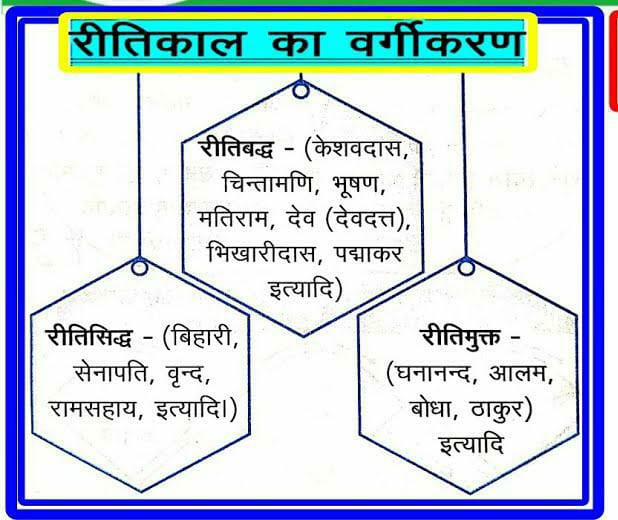 रीतिकाल का वर्गीकरण
रीतिबद्ध - (केशवदास,
चिन्तामणि, भूषण,
मतिराम, देव (देवदत्त),
भिखारीदास, पद्माकर
इत्यादि)
रीतिसिद्ध - (बिहारी,
सेनापति, वृन्द,
रामसहाय, इत्यादि।)
रीतिमुक्त -
(घनानन्द, आलम,
बोधा, ठाकुर)
इत्यादि